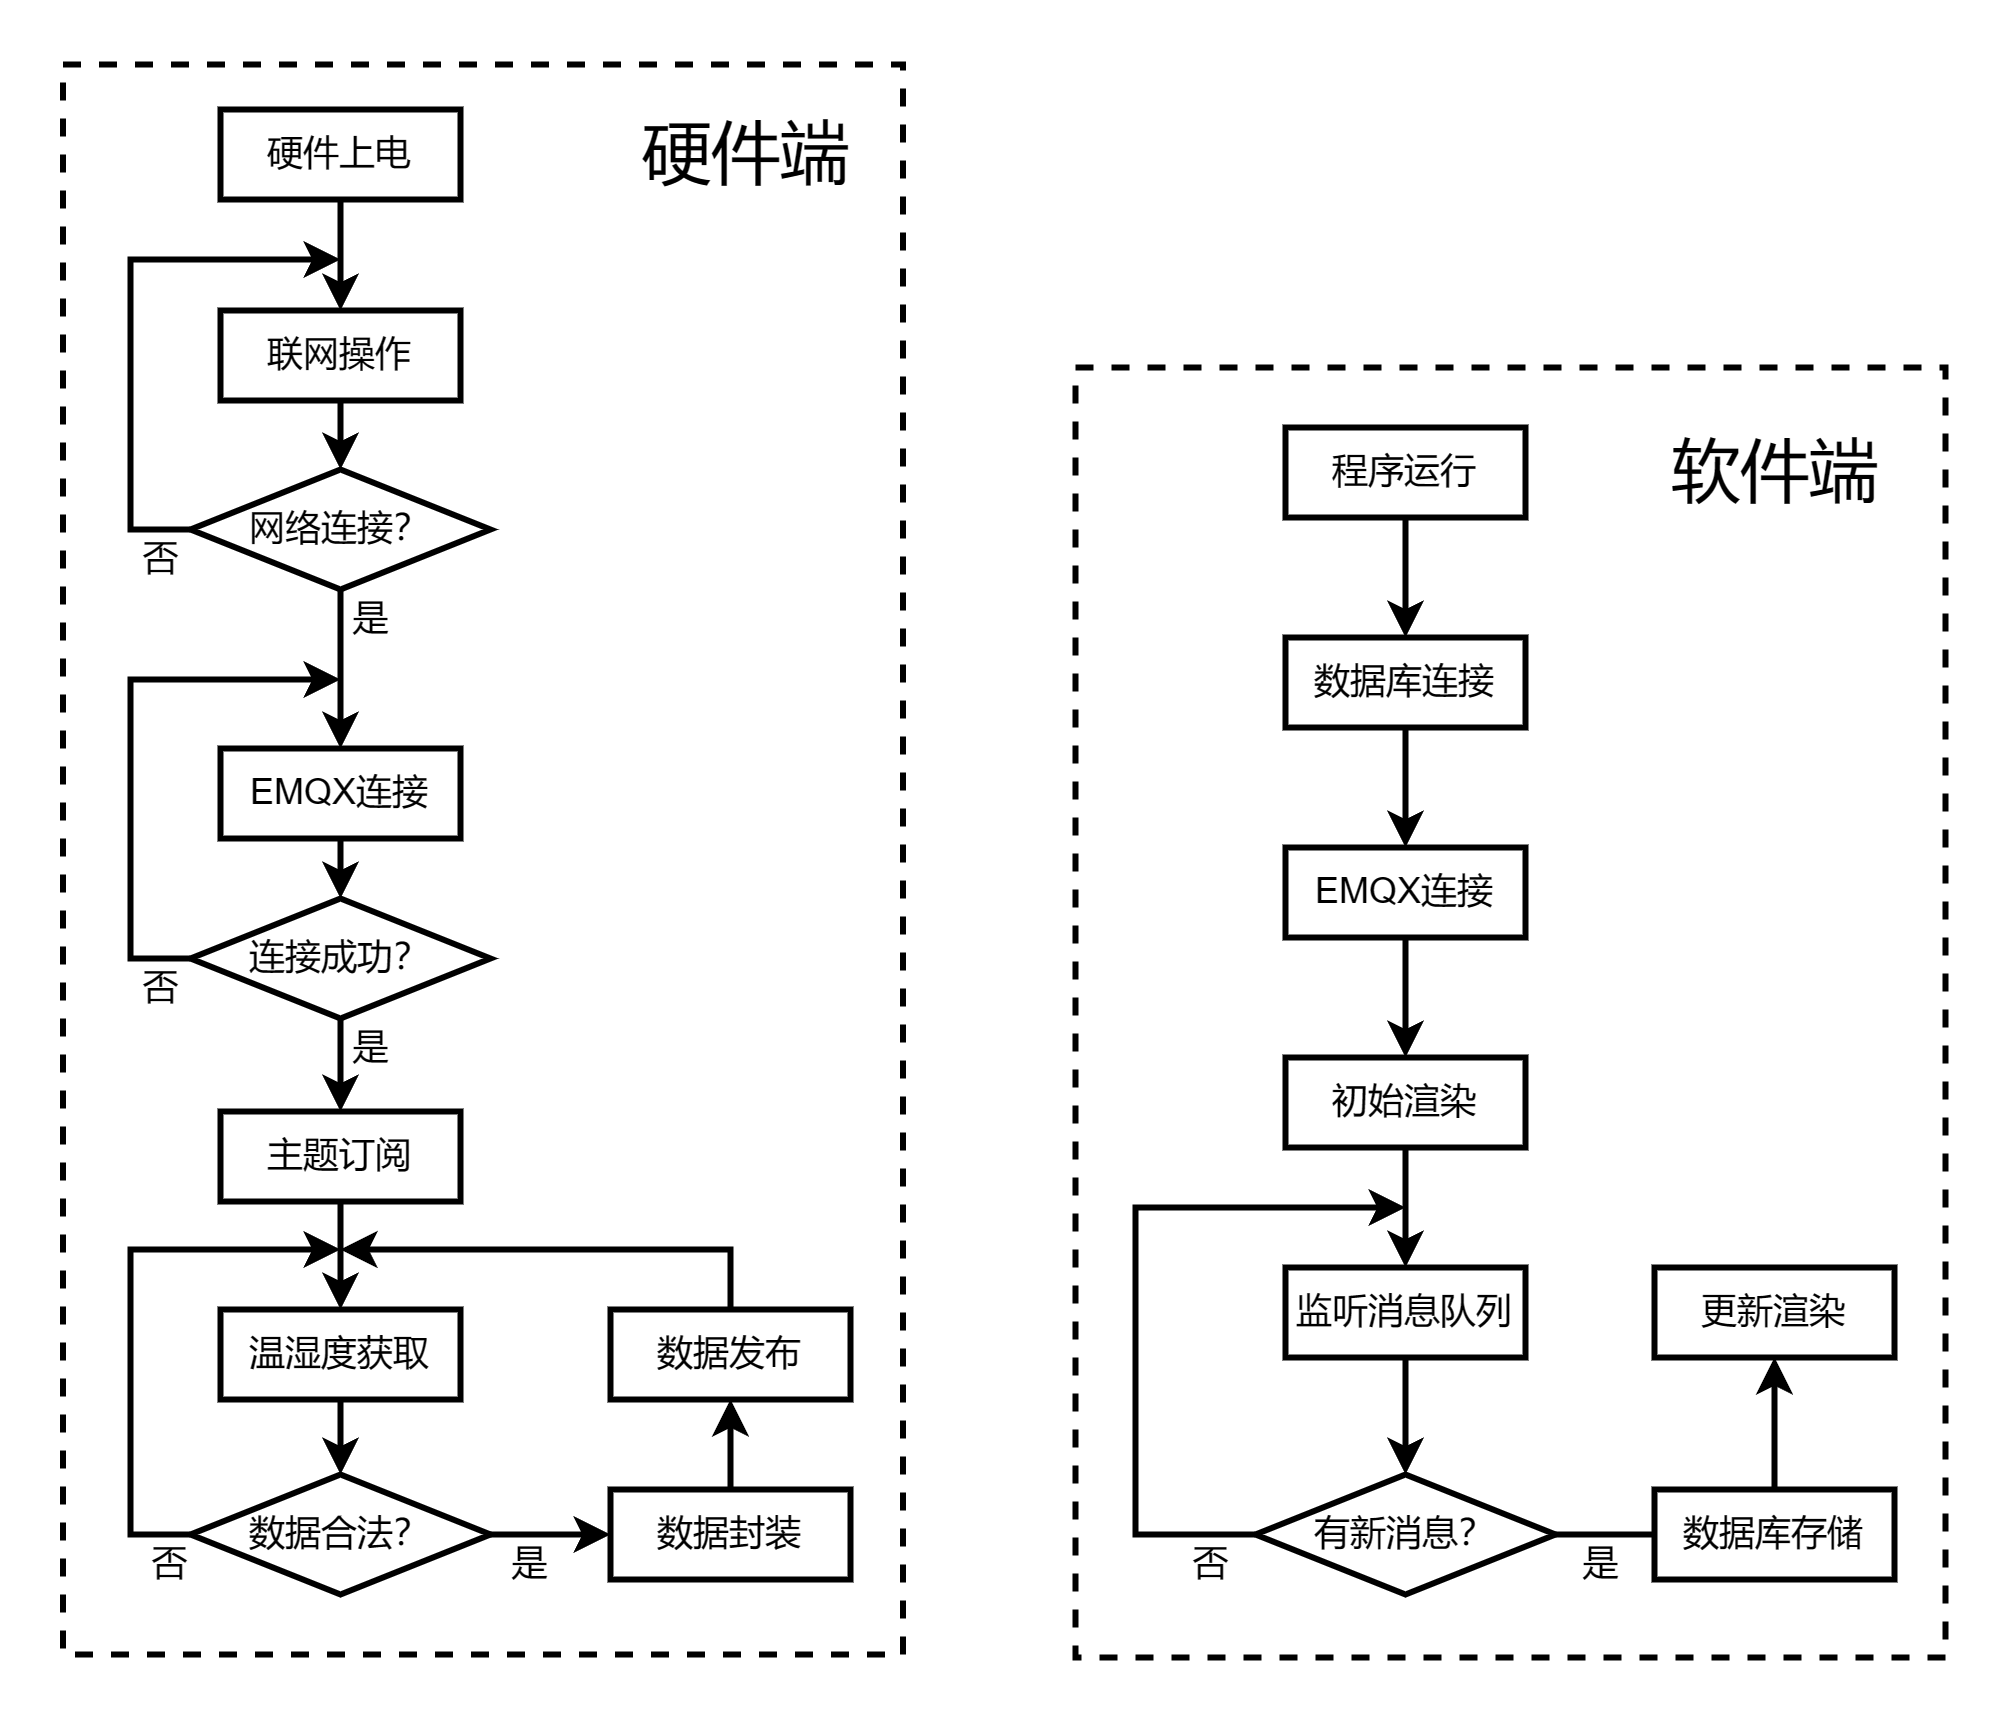 硬件端
硬件上电
联网操作
网络连接?
否
是
EMQX连接
连接成功?
否
是
主题订阅
温湿度获取
数据发布
数据合法?
否
是
数据封装
软件端
程序运行
数据库连接
EMQX连接
初始渲染
监听消息队列
更新渲染
有新消息?
否
是
数据库存储